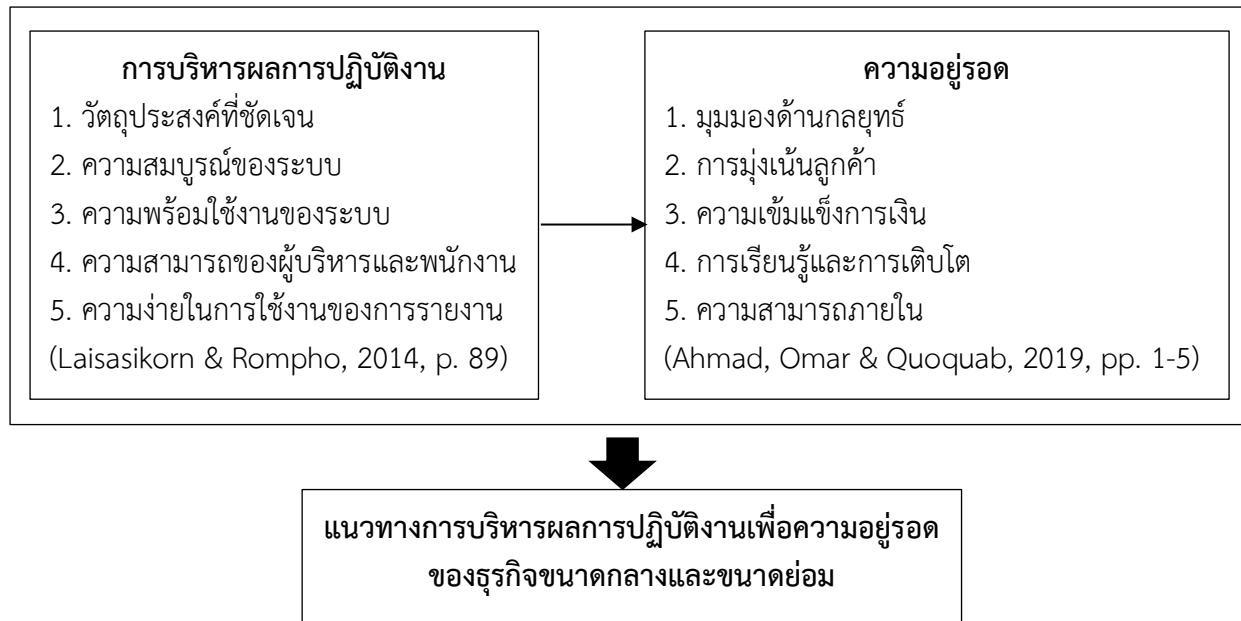 การบริหารผลการปฏิบัติงาน
1. วัตถุประสงค์ที่ชัดเจน
2. ความสมบูรณ์ของระบบ
3. ความพร้อมใช้งานของระบบ
4. ความสามารถของผู้บริหารและพนักงาน
5. ความง่ายในการใช้งานของการรายงาน
(Laisasikorn & Rompho, 2014, p. 89)
ความอยู่รอด
1. มุมมองด้านกลยุทธ์
2. การมุ่งเน้นลูกค้า
3. ความเข้มแข็งการเงิน
4. การเรียนรู้และการเติบโต
5. ความสามารถภายใน
(Ahmad, Omar & Quoquab, 2019, pp. 1-5)
แนวทางการบริหารผลการปฏิบัติงานเพื่อความอยู่รอด
ของธุรกิจขนาดกลางและขนาดย่อม